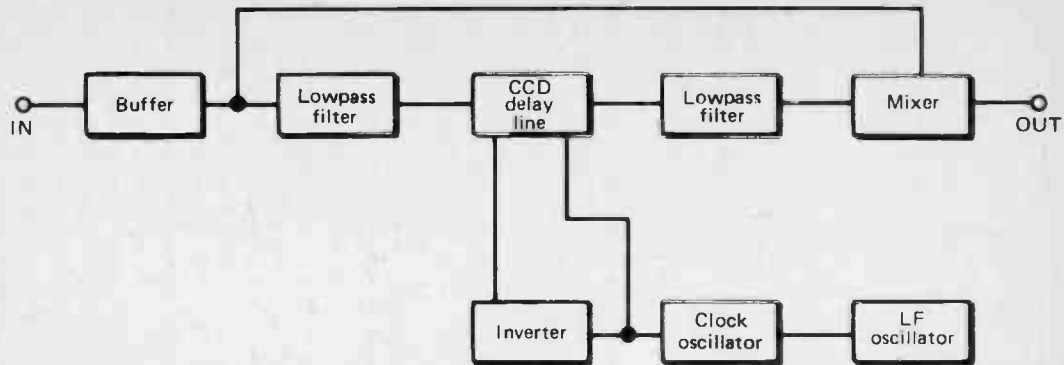 IN
Buffer
Lowpass
filter
CCD
delay
line
Lowpass
filter
Mixer
OUT
Inverter
Clock
oscillator
LF
oscillator